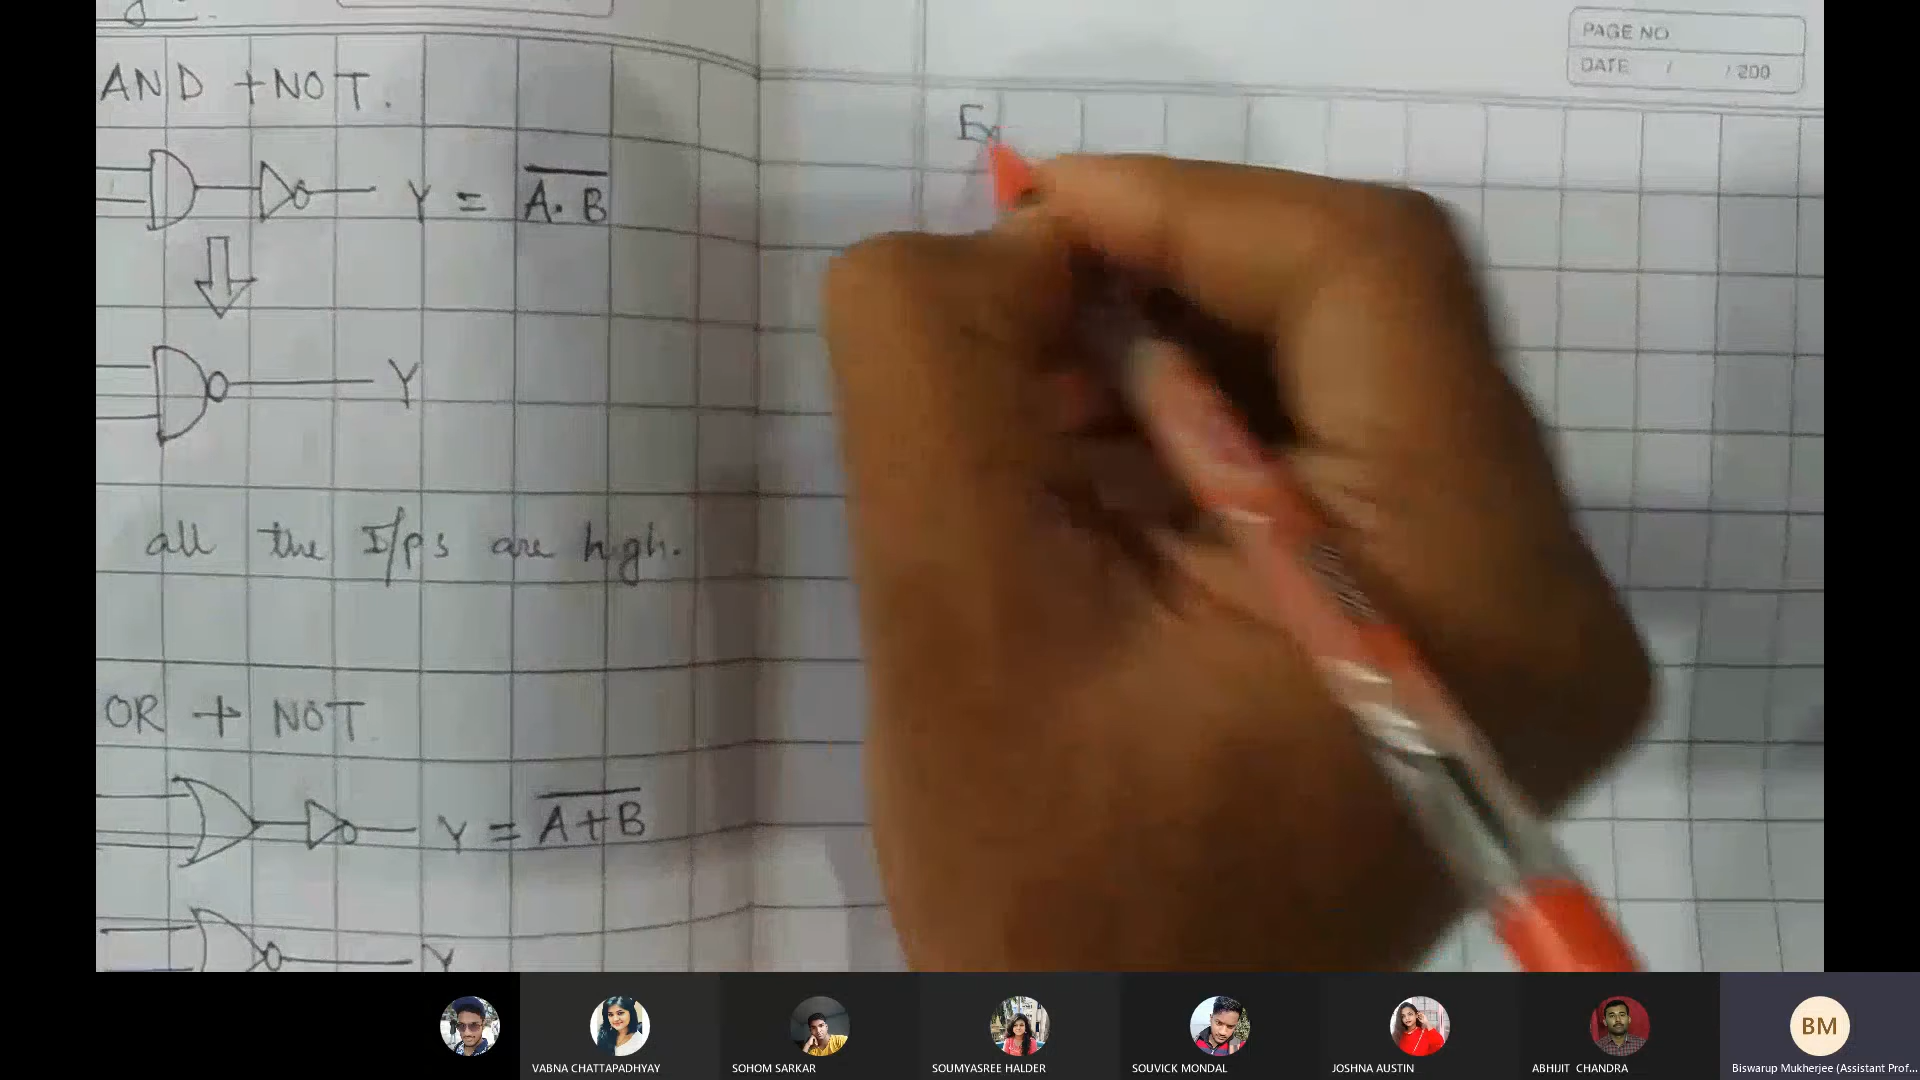 AND + NOT.
Y = A. B
Y
all the I/ps are high.
OR + NOT
Y = A+B
Y
PAGE NO
DATE / / 200
VABNA CHATTAPADHYAY
SOHOM SARKAR
SOUMYASREE HALDER
SOUVICK MONDAL
JOSHNA AUSTIN
ABHIJIT CHANDRA
BM
Biswarup Mukherjee (Assistant Prof...